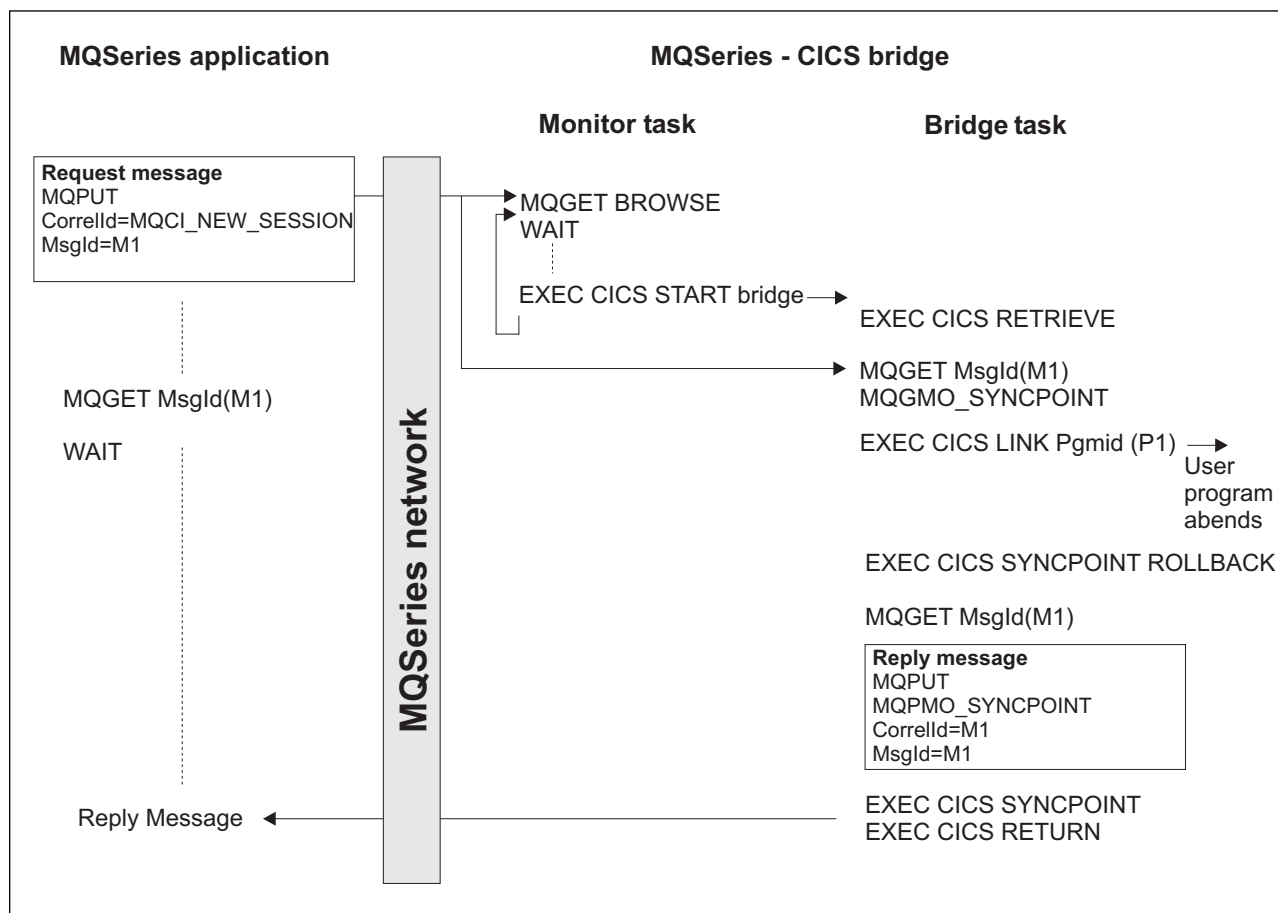 MQSeries application
MQSeries - CICS bridge
Monitor task
Bridge task
Request message
MQPUT
CorrelId=MQCI_NEW_SESSION
MsgId=M1
MQGET BROWSE
WAIT
EXEC CICS START bridge
EXEC CICS RETRIEVE
MQGET MsgId(M1)
WAIT
MQSeries network
MQGET MsgId(M1)
MQGMO_SYNCPOINT
EXEC CICS LINK Pgmid (P1)
User
program
abends
EXEC CICS SYNCPOINT ROLLBACK
MQGET MsgId(M1)
Reply message
MQPUT
MQPMO_SYNCPOINT
CorrelId=M1
MsgId=M1
Reply Message
EXEC CICS SYNCPOINT
EXEC CICS RETURN